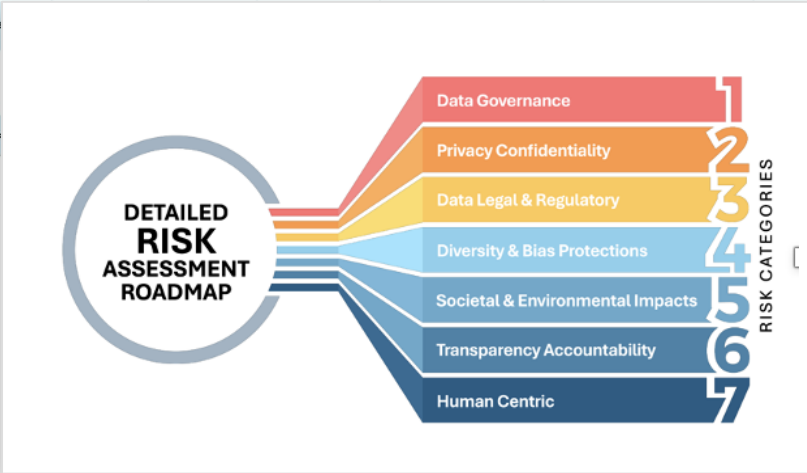 DETAILED
RISK
ASSESSMENT
ROADMAP
Data Governance 1
Privacy Confidentiality 2
Data Legal & Regulatory 3
Diversity & Bias Protections 4
Societal & Environmental Impacts 5
Transparency Accountability 6
Human Centric 7
RISK CATEGORIES